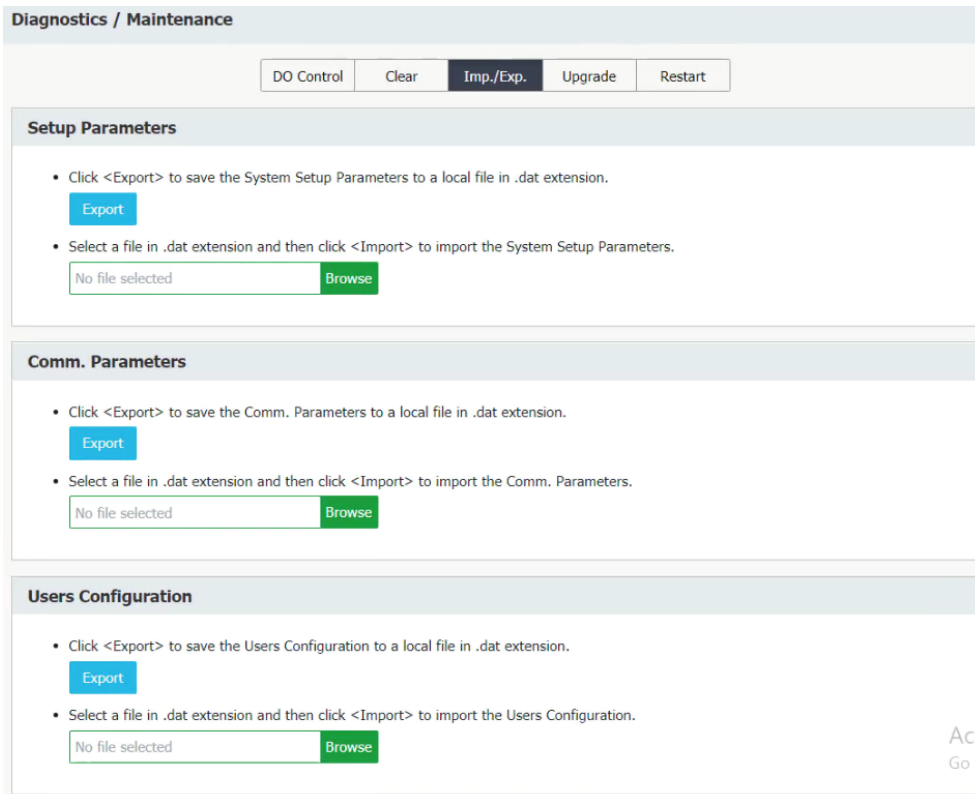 Diagnostics / Maintenance
DO Control Clear Imp./Exp. Upgrade Restart
Setup Parameters
• Click <Export> to save the System Setup Parameters to a local file in .dat extension.
Export
• Select a file in .dat extension and then click <Import> to import the System Setup Parameters.
No file selected Browse
Comm. Parameters
• Click <Export> to save the Comm. Parameters to a local file in .dat extension.
Export
• Select a file in .dat extension and then click <Import> to import the Comm. Parameters.
No file selected Browse
Users Configuration
• Click <Export> to save the Users Configuration to a local file in .dat extension.
Export
• Select a file in .dat extension and then click <Import> to import the Users Configuration.
No file selected Browse
Ac
Go